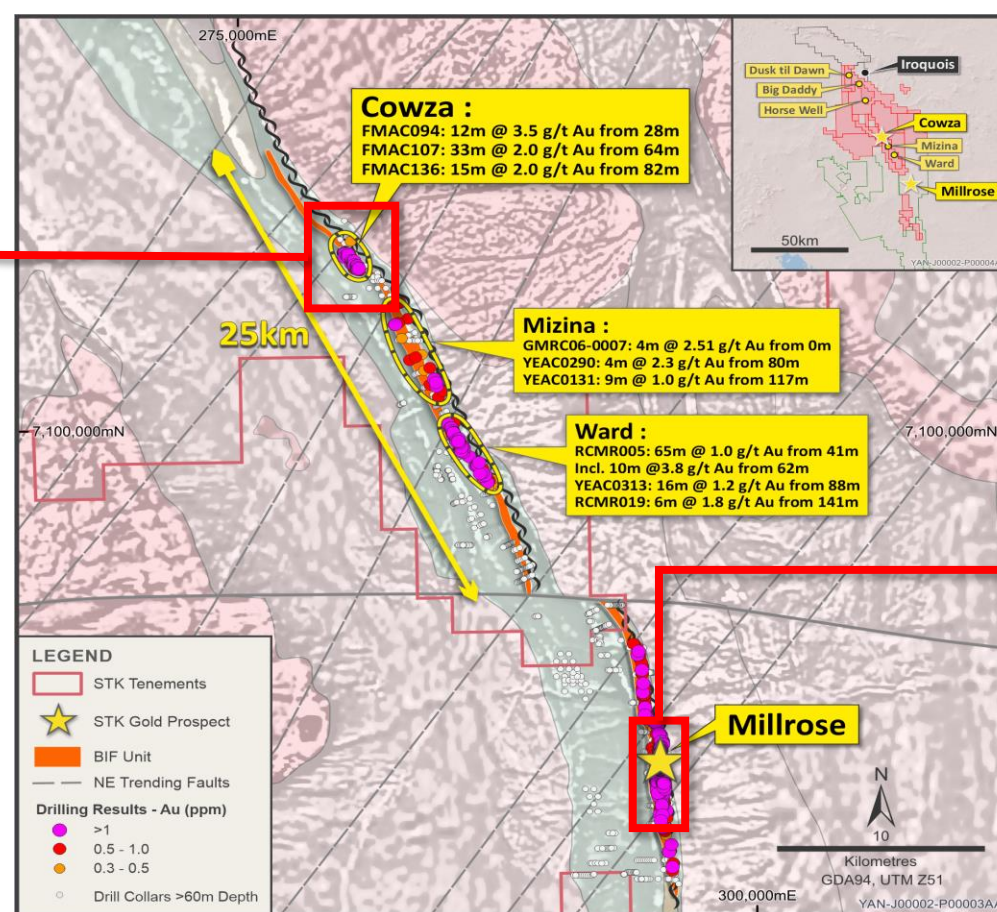 275,000mE
Cowza :
FMAC094: 12m @ 3.5 g/t Au from 28m
FMAC107: 33m @ 2.0 g/t Au from 64m
FMAC136: 15m @ 2.0 g/t Au from 82m
Dusk til Dawn
Iroquois
Big Daddy
Horse Well
Cowza
Mizina
Ward
Millrose
50km
YAN-J00002-P00004A
25km
Mizina :
GMRC06-0007: 4m @ 2.51 g/t Au from 0m
YEAC0290: 4m @ 2.3 g/t Au from 80m
YEAC0131: 9m @ 1.0 g/t Au from 117m
7,100,000mN
7,100,000mN
Ward :
RCMR005: 65m @ 1.0 g/t Au from 41m
Incl. 10m @3.8 g/t Au from 62m
YEAC0313: 16m @ 1.2 g/t Au from 88m
RCMR019: 6m @ 1.8 g/t Au from 141m
LEGEND
STK Tenements
STK Gold Prospect
BIF Unit
NE Trending Faults
Drilling Results - Au (ppm)
>1
0.5 - 1.0
0.3 - 0.5
Drill Collars >60m Depth
Millrose
N
10
Kilometres
GDA94, UTM Z51
300,000mE
YAN-J00002-P00003A